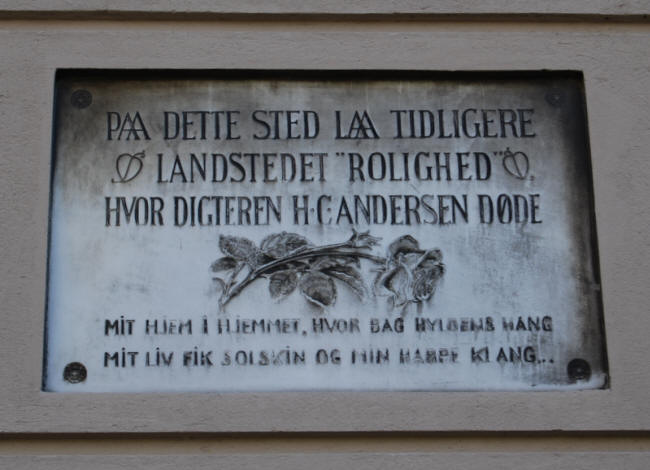 PAA DETTE STED LAA TIDLIGERE
LANDSTEDET "ROLIGHED",
HVOR DIGTEREN H·C·ANDERSEN DØDE
MIT HJEM I HJEMMET, HVOR BAG HYLDENS HANG
MIT LIV FIK SOLSKIN OG MIN HARPE KLANG...